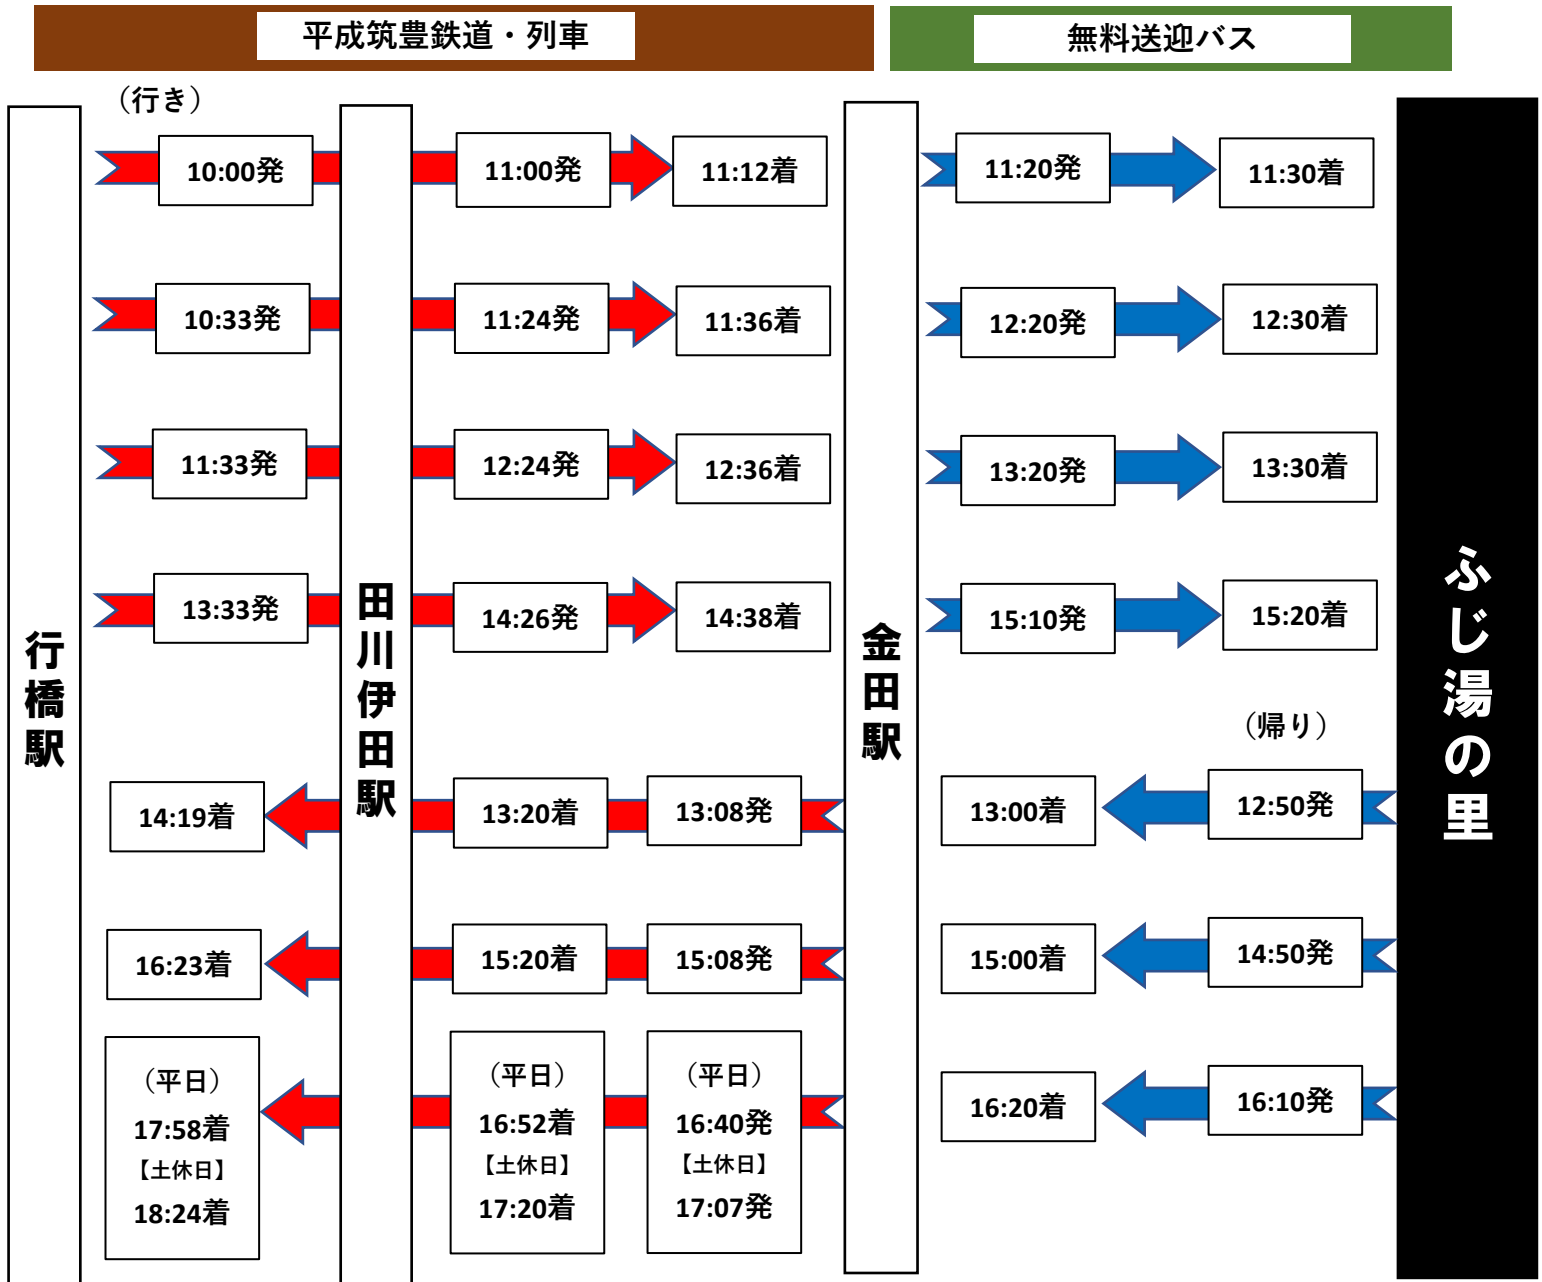 平成筑豊鉄道・列車
無料送迎バス
（行き）
10:00発
11:00発
11:12着
11:20発
11:30着
10:33発
11:24発
11:36着
12:20発
12:30着
11:33発
12:24発
12:36着
13:20発
13:30着
13:33発
14:26発
14:38着
15:10発
15:20着
行橋駅
田川伊田駅
金田駅
ふじ湯の里
（帰り）
14:19着
13:20着
13:08発
13:00着
12:50発
16:23着
15:20着
15:08発
15:00着
14:50発
（平日）
17:58着
【土休日】
18:24着
（平日）
16:52着
【土休日】
17:20着
（平日）
16:40発
【土休日】
17:07発
16:20着
16:10発